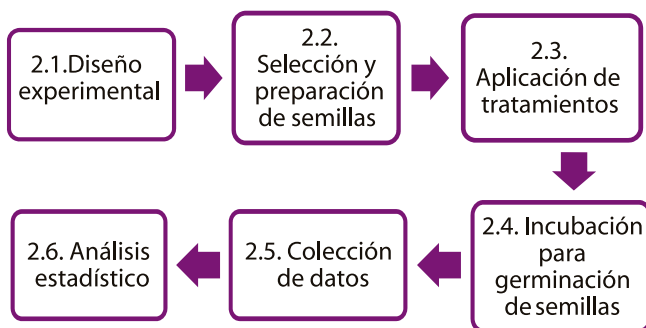 2.1.Diseño
experimental
2.2.
Selección y
preparación
de semillas
2.3.
Aplicación de
tratamientos
2.4. Incubación
para
germinación
de semillas
2.5. Colección
de datos
2.6. Análisis
estadístico